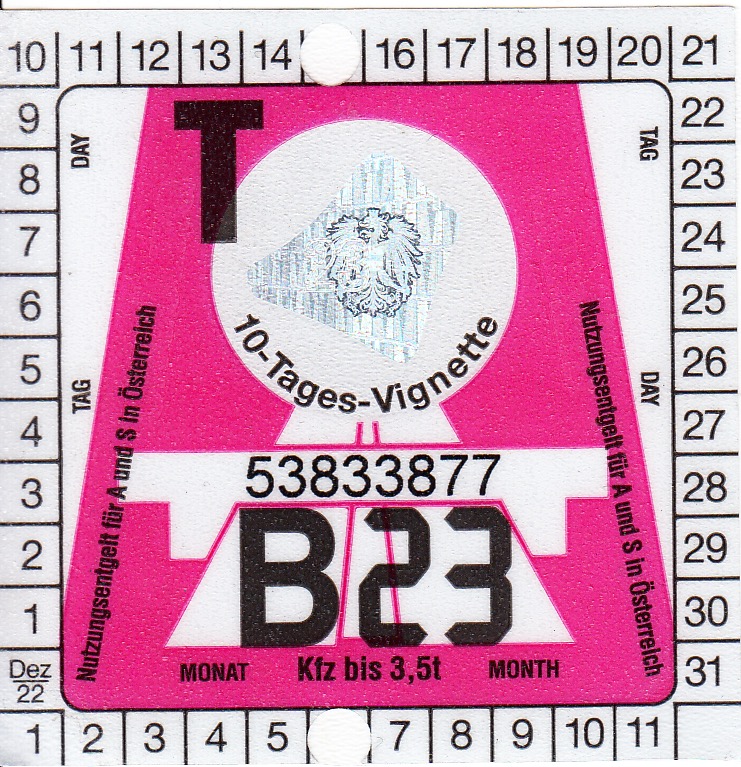 10 11 12 13 14 16 17 18 19 20 21
9
8
7
6
5
4
3
2
1
Dez
22
DAY
TAG
Nutzungsentgelt für A und S in Österreich
T
10-Tages-Vignette
53833877
B23
MONAT Kfz bis 3,5t MONTH
TAG
DAY
Nutzungsentgelt für A und S in Österreich
22
23
24
25
26
27
28
29
30
31
1 2 3 4 5 7 8 9 10 11